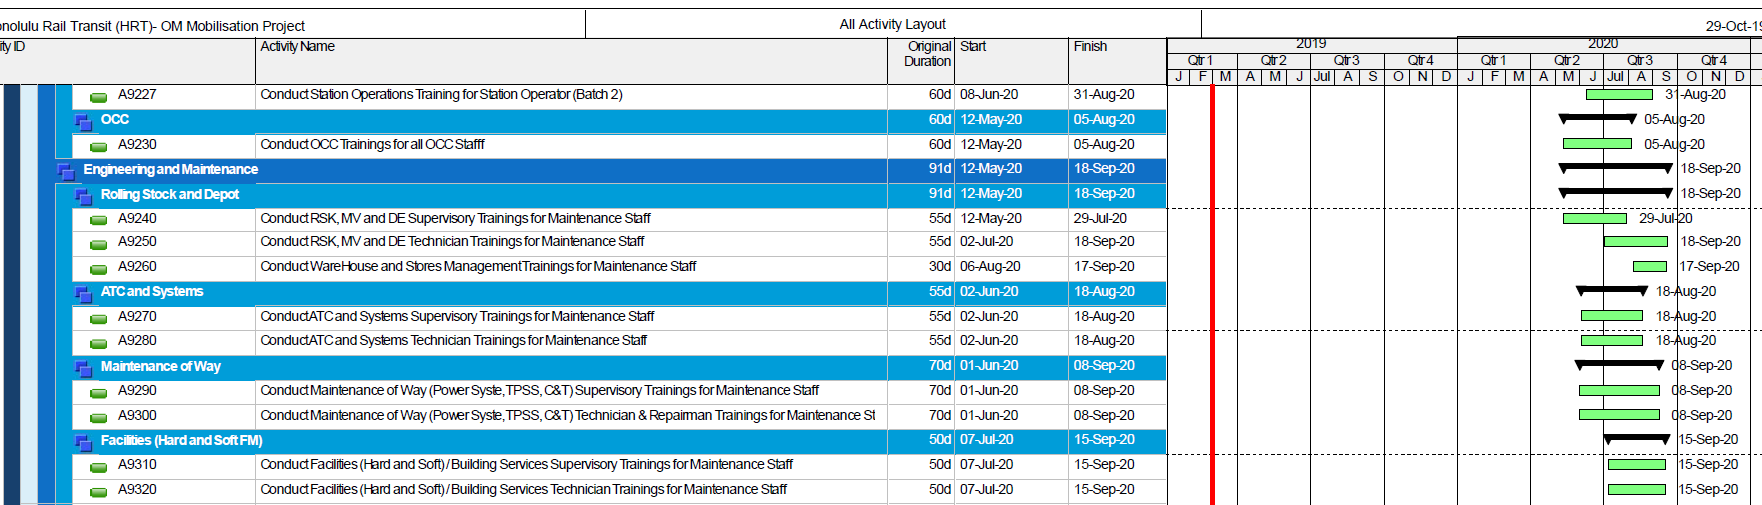 onolulu Rail Transit (HRT)- OM Mobilisation Project All Activity Layout 29-Oct-19
ity ID Activity Name Original Duration Start Finish 2019 2020
Qtr 1 Qtr 2 Qtr 3 Qtr 4 Qtr 1 Qtr 2 Qtr 3 Qtr 4
J F M A M J Jul A S O N D J F M A M J Jul A S O N D
A9227 Conduct Station Operations Training for Station Operator (Batch 2) 60d 08-Jun-20 31-Aug-20 31-Aug-20
OCC 60d 12-May-20 05-Aug-20 05-Aug-20
A9230 Conduct OCC Trainings for all OCC Stafff 60d 12-May-20 05-Aug-20 05-Aug-20
Engineering and Maintenance 91d 12-May-20 18-Sep-20 18-Sep-20
Rolling Stock and Depot 91d 12-May-20 18-Sep-20 18-Sep-20
A9240 Conduct RSK, MV and DE Supervisory Trainings for Maintenance Staff 55d 12-May-20 29-Jul-20 29-Jul-20
A9250 Conduct RSK, MV and DE Technician Trainings for Maintenance Staff 55d 02-Jul-20 18-Sep-20 18-Sep-20
A9260 Conduct WareHouse and Stores Management Trainings for Maintenance Staff 30d 06-Aug-20 17-Sep-20 17-Sep-20
ATC and Systems 55d 02-Jun-20 18-Aug-20 18-Aug-20
A9270 Conduct ATC and Systems Supervisory Trainings for Maintenance Staff 55d 02-Jun-20 18-Aug-20 18-Aug-20
A9280 Conduct ATC and Systems Technician Trainings for Maintenance Staff 55d 02-Jun-20 18-Aug-20 18-Aug-20
Maintenance of Way 70d 01-Jun-20 08-Sep-20 08-Sep-20
A9290 Conduct Maintenance of Way (Power Syste, TPSS, C&T) Supervisory Trainings for Maintenance Staff 70d 01-Jun-20 08-Sep-20 08-Sep-20
A9300 Conduct Maintenance of Way (Power Syste, TPSS, C&T) Technician & Repairman Trainings for Maintenance St 70d 01-Jun-20 08-Sep-20 08-Sep-20
Facilities (Hard and Soft FM) 50d 07-Jul-20 15-Sep-20 15-Sep-20
A9310 Conduct Facilities (Hard and Soft) / Building Services Supervisory Trainings for Maintenance Staff 50d 07-Jul-20 15-Sep-20 15-Sep-20
A9320 Conduct Facilities (Hard and Soft) / Building Services Technician Trainings for Maintenance Staff 50d 07-Jul-20 15-Sep-20 15-Sep-20